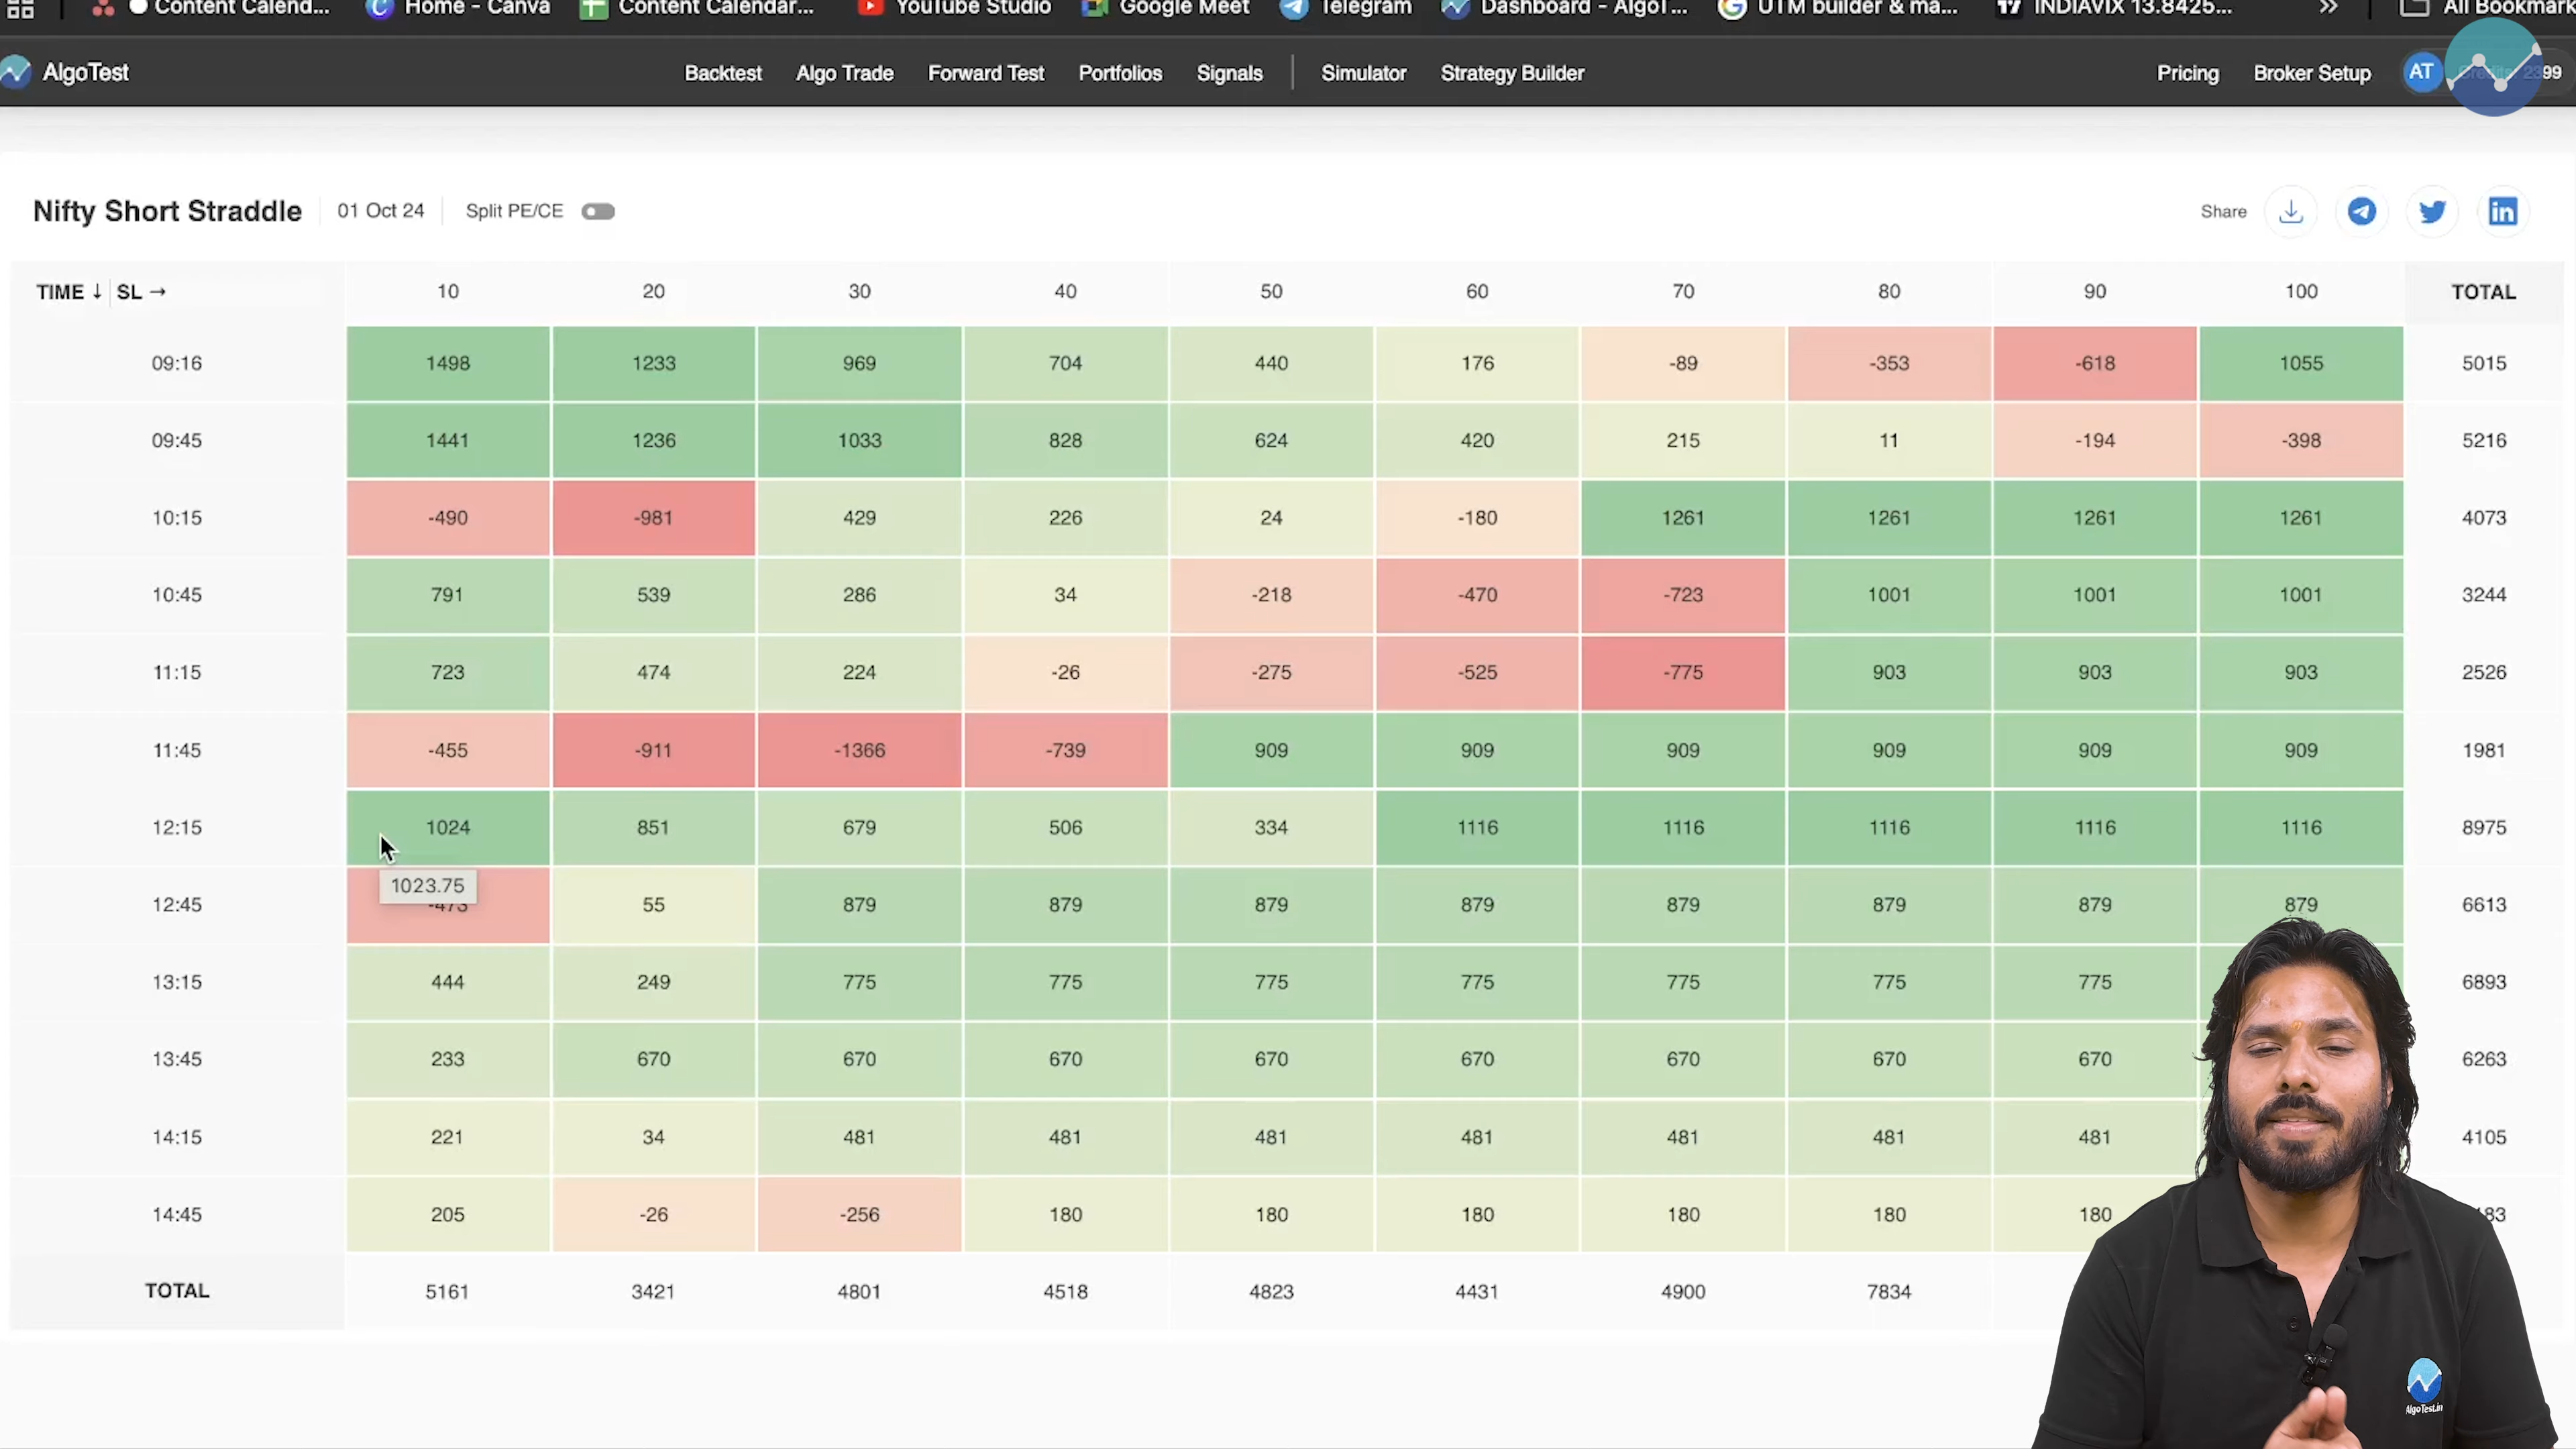 Content Calend... Home - Canva Content Calendar... YouTube Studio Google Meet Telegram Dashboard - AlgoT... UTM builder & ma... INDIAVIX 13.8425... » All Bookmark
AlgoTest Backtest Algo Trade Forward Test Portfolios Signals Simulator Strategy Builder Pricing Broker Setup AT
Nifty Short Straddle 01 Oct 24 Split PE/CE Share
TIME ↓ SL → 10 20 30 40 50 60 70 80 90 100 TOTAL
09:16 1498 1233 969 704 440 176 -89 -353 -618 1055 5015
09:45 1441 1236 1033 828 624 420 215 11 -194 -398 5216
10:15 -490 -981 429 226 24 -180 1261 1261 1261 1261 4073
10:45 791 539 286 34 -218 -470 -723 1001 1001 1001 3244
11:15 723 474 224 -26 -275 -525 -775 903 903 903 2526
11:45 -455 -911 -1366 -739 909 909 909 909 909 909 1981
12:15 1024 851 679 506 334 1116 1116 1116 1116 1116 8975
1023.75
12:45 55 879 879 879 879 879 879 879 879 6613
13:15 444 249 775 775 775 775 775 775 775 6893
13:45 233 670 670 670 670 670 670 670 670 6263
14:15 221 34 481 481 481 481 481 481 481 4105
14:45 205 -26 -256 180 180 180 180 180 180
TOTAL 5161 3421 4801 4518 4823 4431 4900 7834
AlgoTest.in